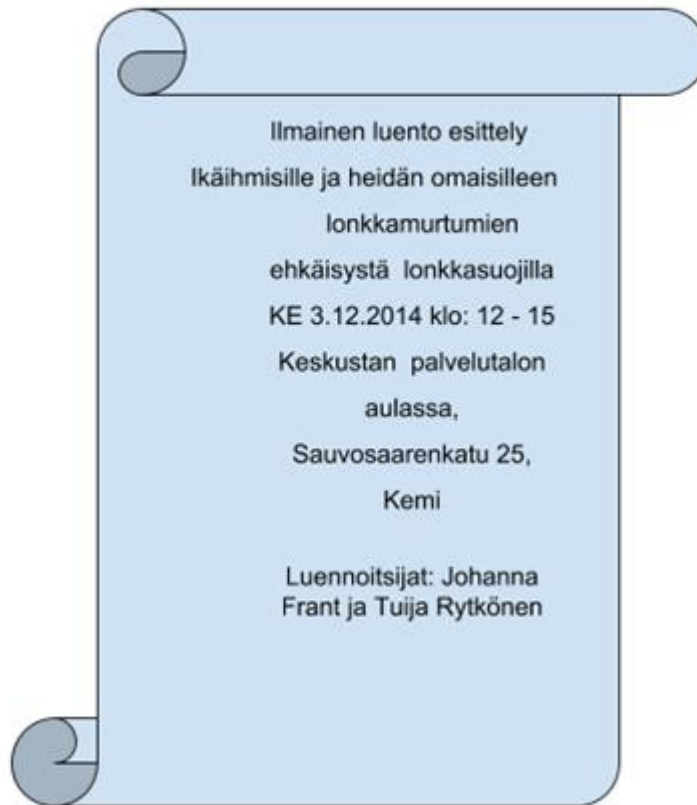 Ilmainen luento esittely
Ikäihmisille ja heidän omaisilleen
lonkkamurtumien
ehkäisystä lonkkasuojilla
KE 3.12.2014 klo: 12 - 15
Keskustan palvelutalon
aulassa,
Sauvosaarenkatu 25,
Kemi
Luennoitsijat: Johanna
Frant ja Tuija Rytkönen